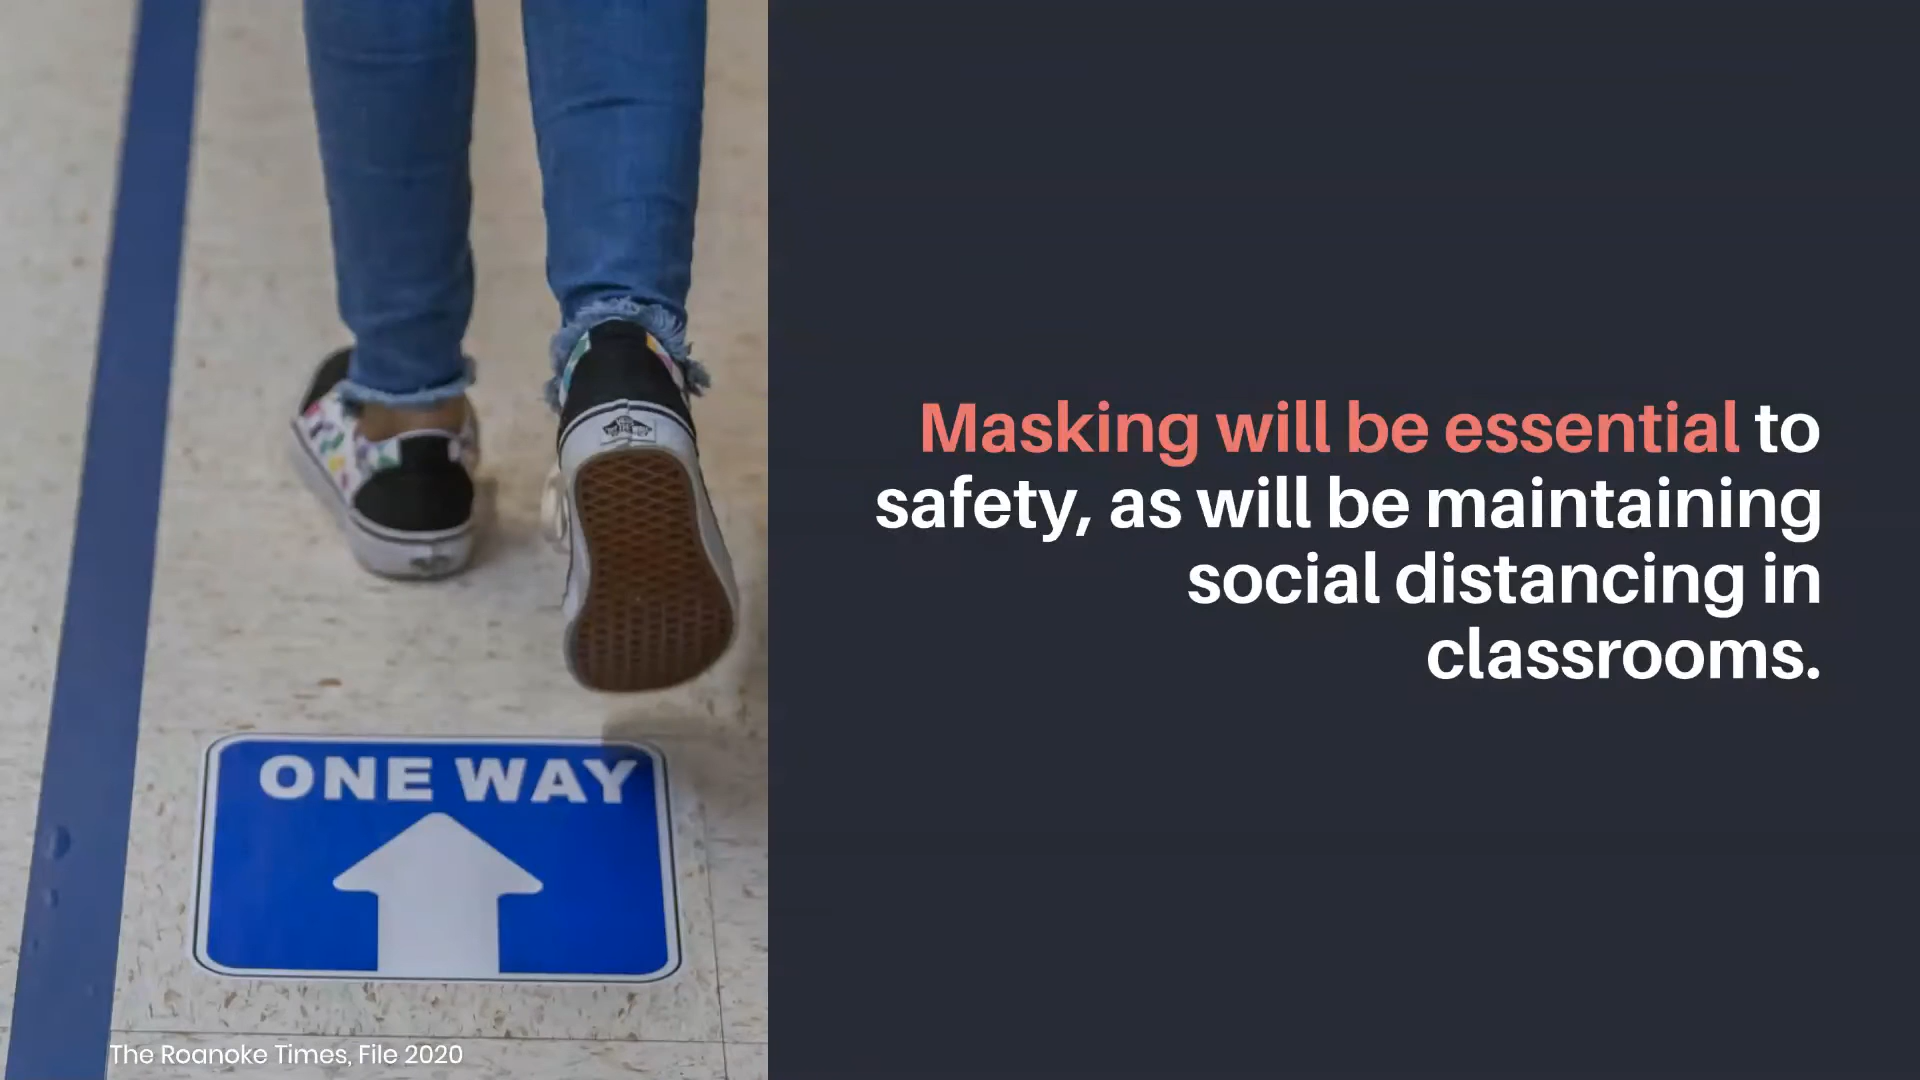 Masking will be essential to
safety, as will be maintaining
social distancing in
classrooms.
ONE WAY
The Roanoke Times, File 2020